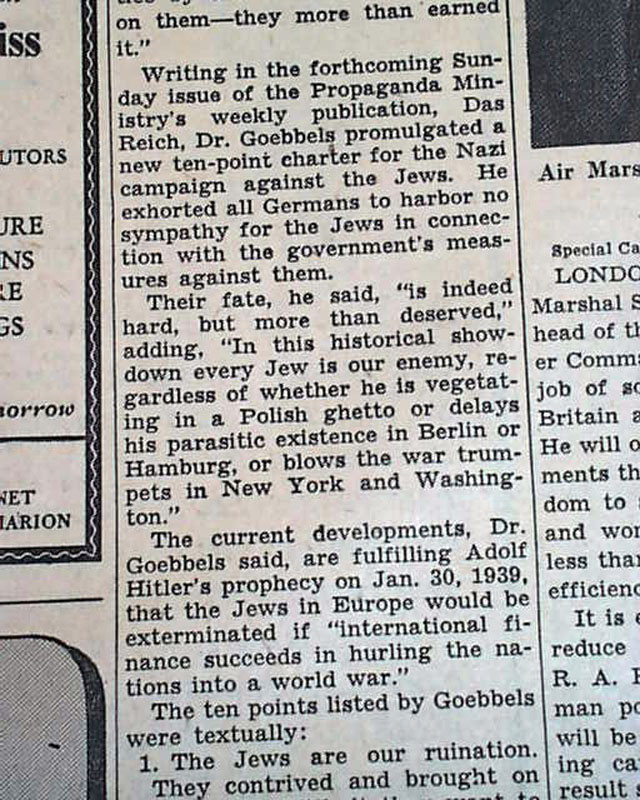 iss
UTORS
URE
NS
RE
GS
orrow
NET
MARION
on them—they more than earned
it."
Writing in the forthcoming Sun-
day issue of the Propaganda Min-
istry's weekly publication, Das
Reich, Dr. Goebbels promulgated a
new ten-point charter for the Nazi
campaign against the Jews. He
exhorted all Germans to harbor no
sympathy for the Jews in connec-
tion with the government's meas-
ures against them.
Their fate, he said, "is indeed
hard, but more than deserved,"
adding, "In this historical show-
down every Jew is our enemy, re-
gardless of whether he is vegetat-
ing in a Polish ghetto or delays
his parasitic existence in Berlin or
Hamburg, or blows the war trum-
pets in New York and Washing-
ton."
The current developments, Dr.
Goebbels said, are fulfilling Adolf
Hitler's prophecy on Jan. 30, 1939,
that the Jews in Europe would be
exterminated if "international fi-
nance succeeds in hurling the na-
tions into a world war."
The ten points listed by Goebbels
were textually:
1. The Jews are our ruination.
They contrived and brought on
Air Mars
Special Ca
LONDO
Marshal S
head of th
er Comm
job of so
Britain a
He will o
ments th
dom to
and wor
less than
efficienc
It is e
reduce
R. A. F
man po
will be
ing ca
result